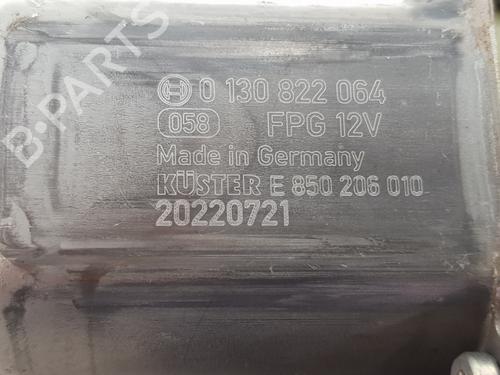 B-PARTS
0 130 822 064
058 FPG 12V
Made in Germany
KÜSTER E 850 206 010
20220721